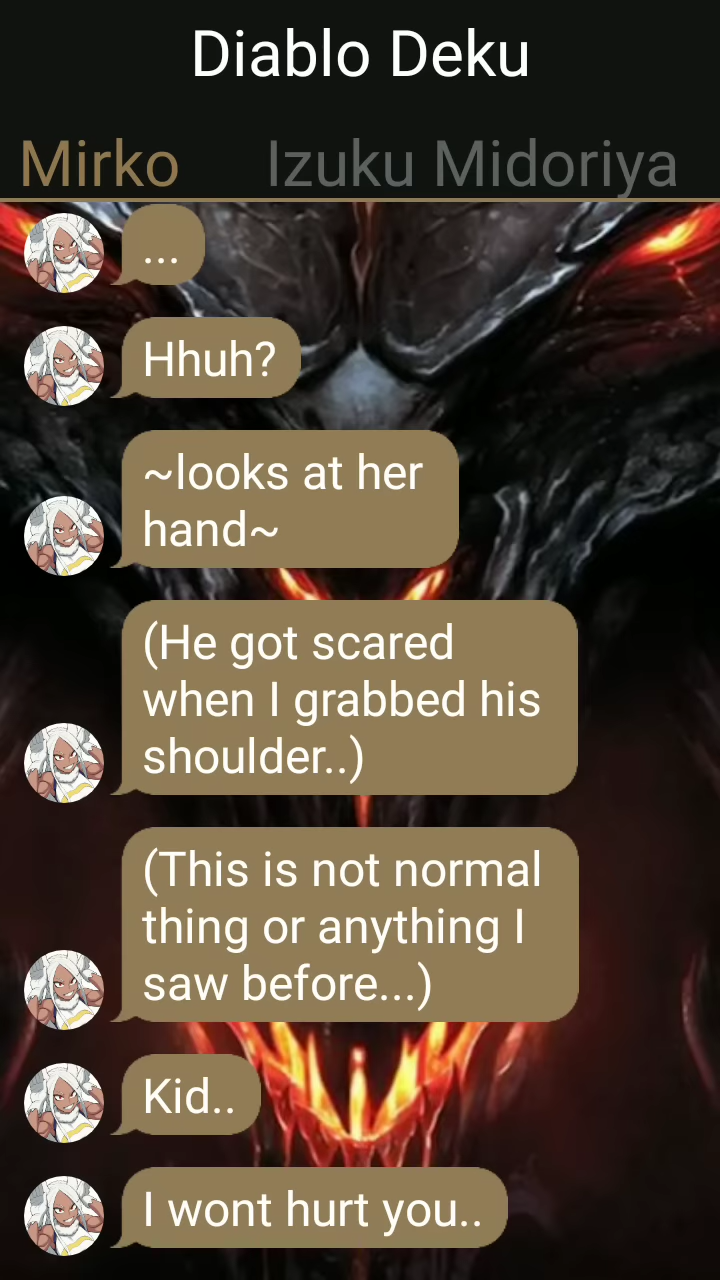 Diablo Deku
Mirko Izuku Midoriya
...
Hhuh?
~looks at her
hand~
(He got scared
when I grabbed his
shoulder..)
(This is not normal
thing or anything I
saw before...)
Kid..
I wont hurt you..